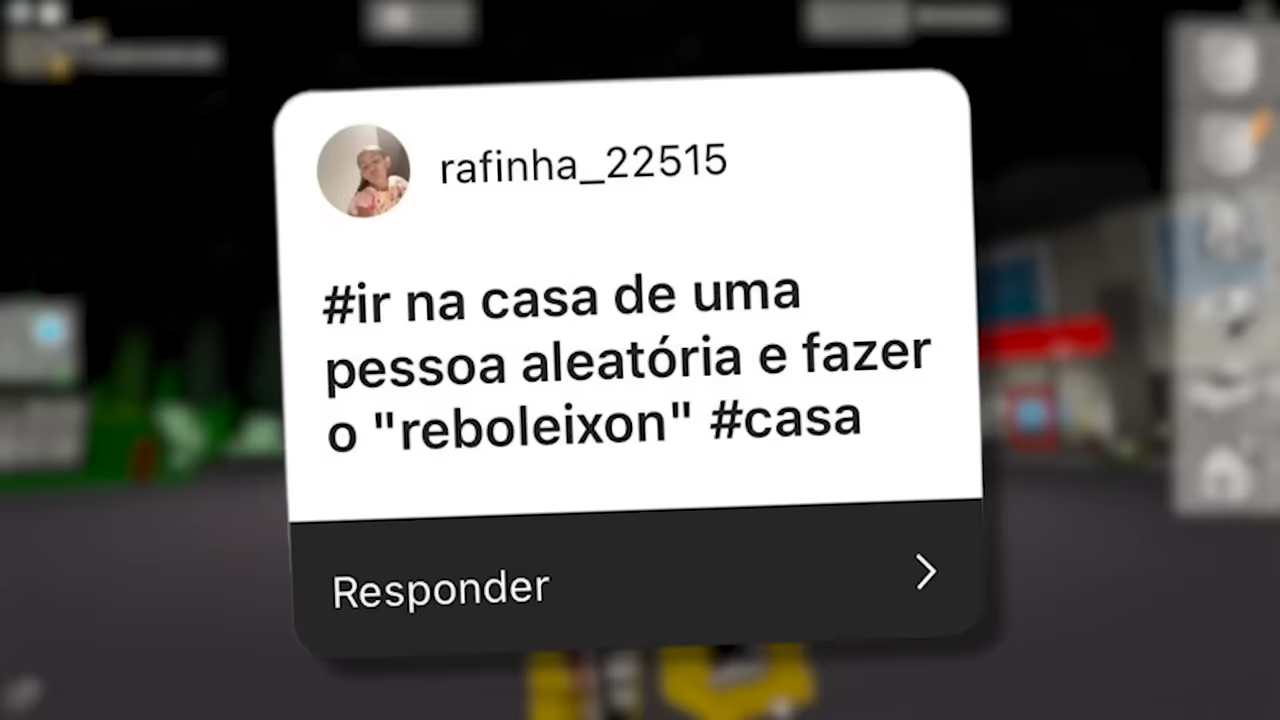 rafinha_22515
#ir na casa de uma
pessoa aleatória e fazer
o "reboleixon" #casa
Responder